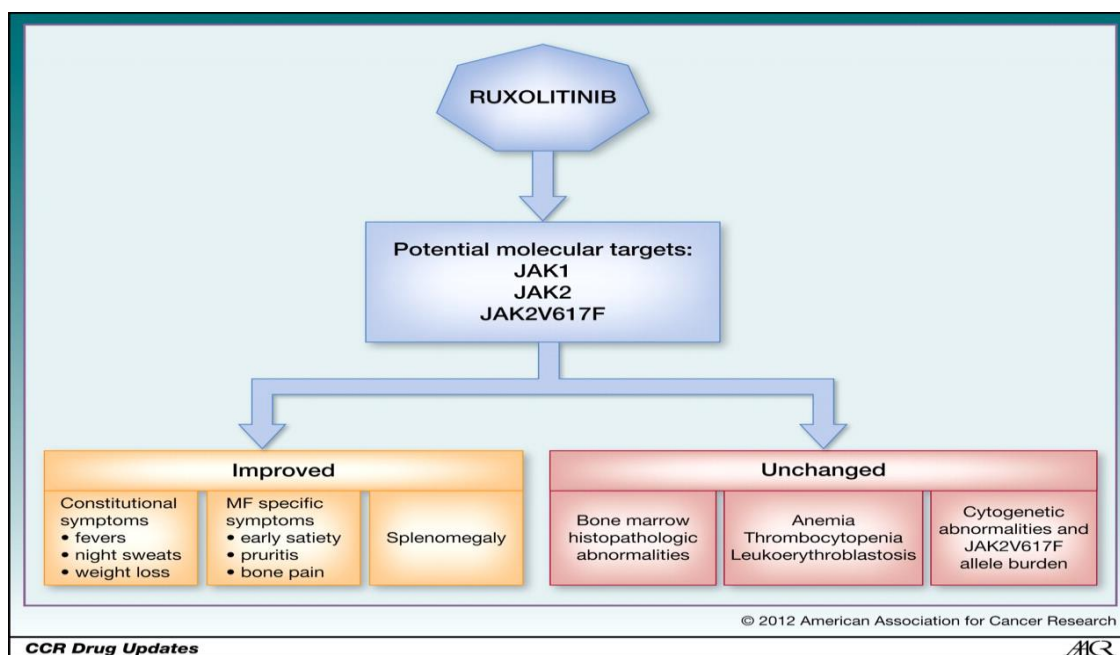 RUXOLITINIB
Potential molecular targets:
JAK1
JAK2
JAK2V617F
Improved
Constitutional
symptoms
• fevers
• night sweats
• weight loss
MF specific
symptoms
• early satiety
• pruritis
• bone pain
Splenomegaly
Unchanged
Bone marrow
histopathologic
abnormalities
Anemia
Thrombocytopenia
Leukoerythroblastosis
Cytogenetic
abnormalities and
JAK2V617F
allele burden
© 2012 American Association for Cancer Research
CCR Drug Updates
AACR